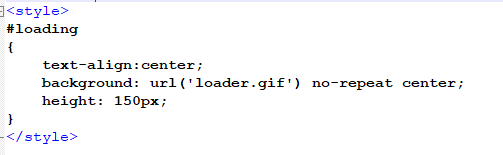 <style>
#loading
{
    text-align:center;
    background: url('loader.gif') no-repeat center;
    height: 150px;
}
</style>